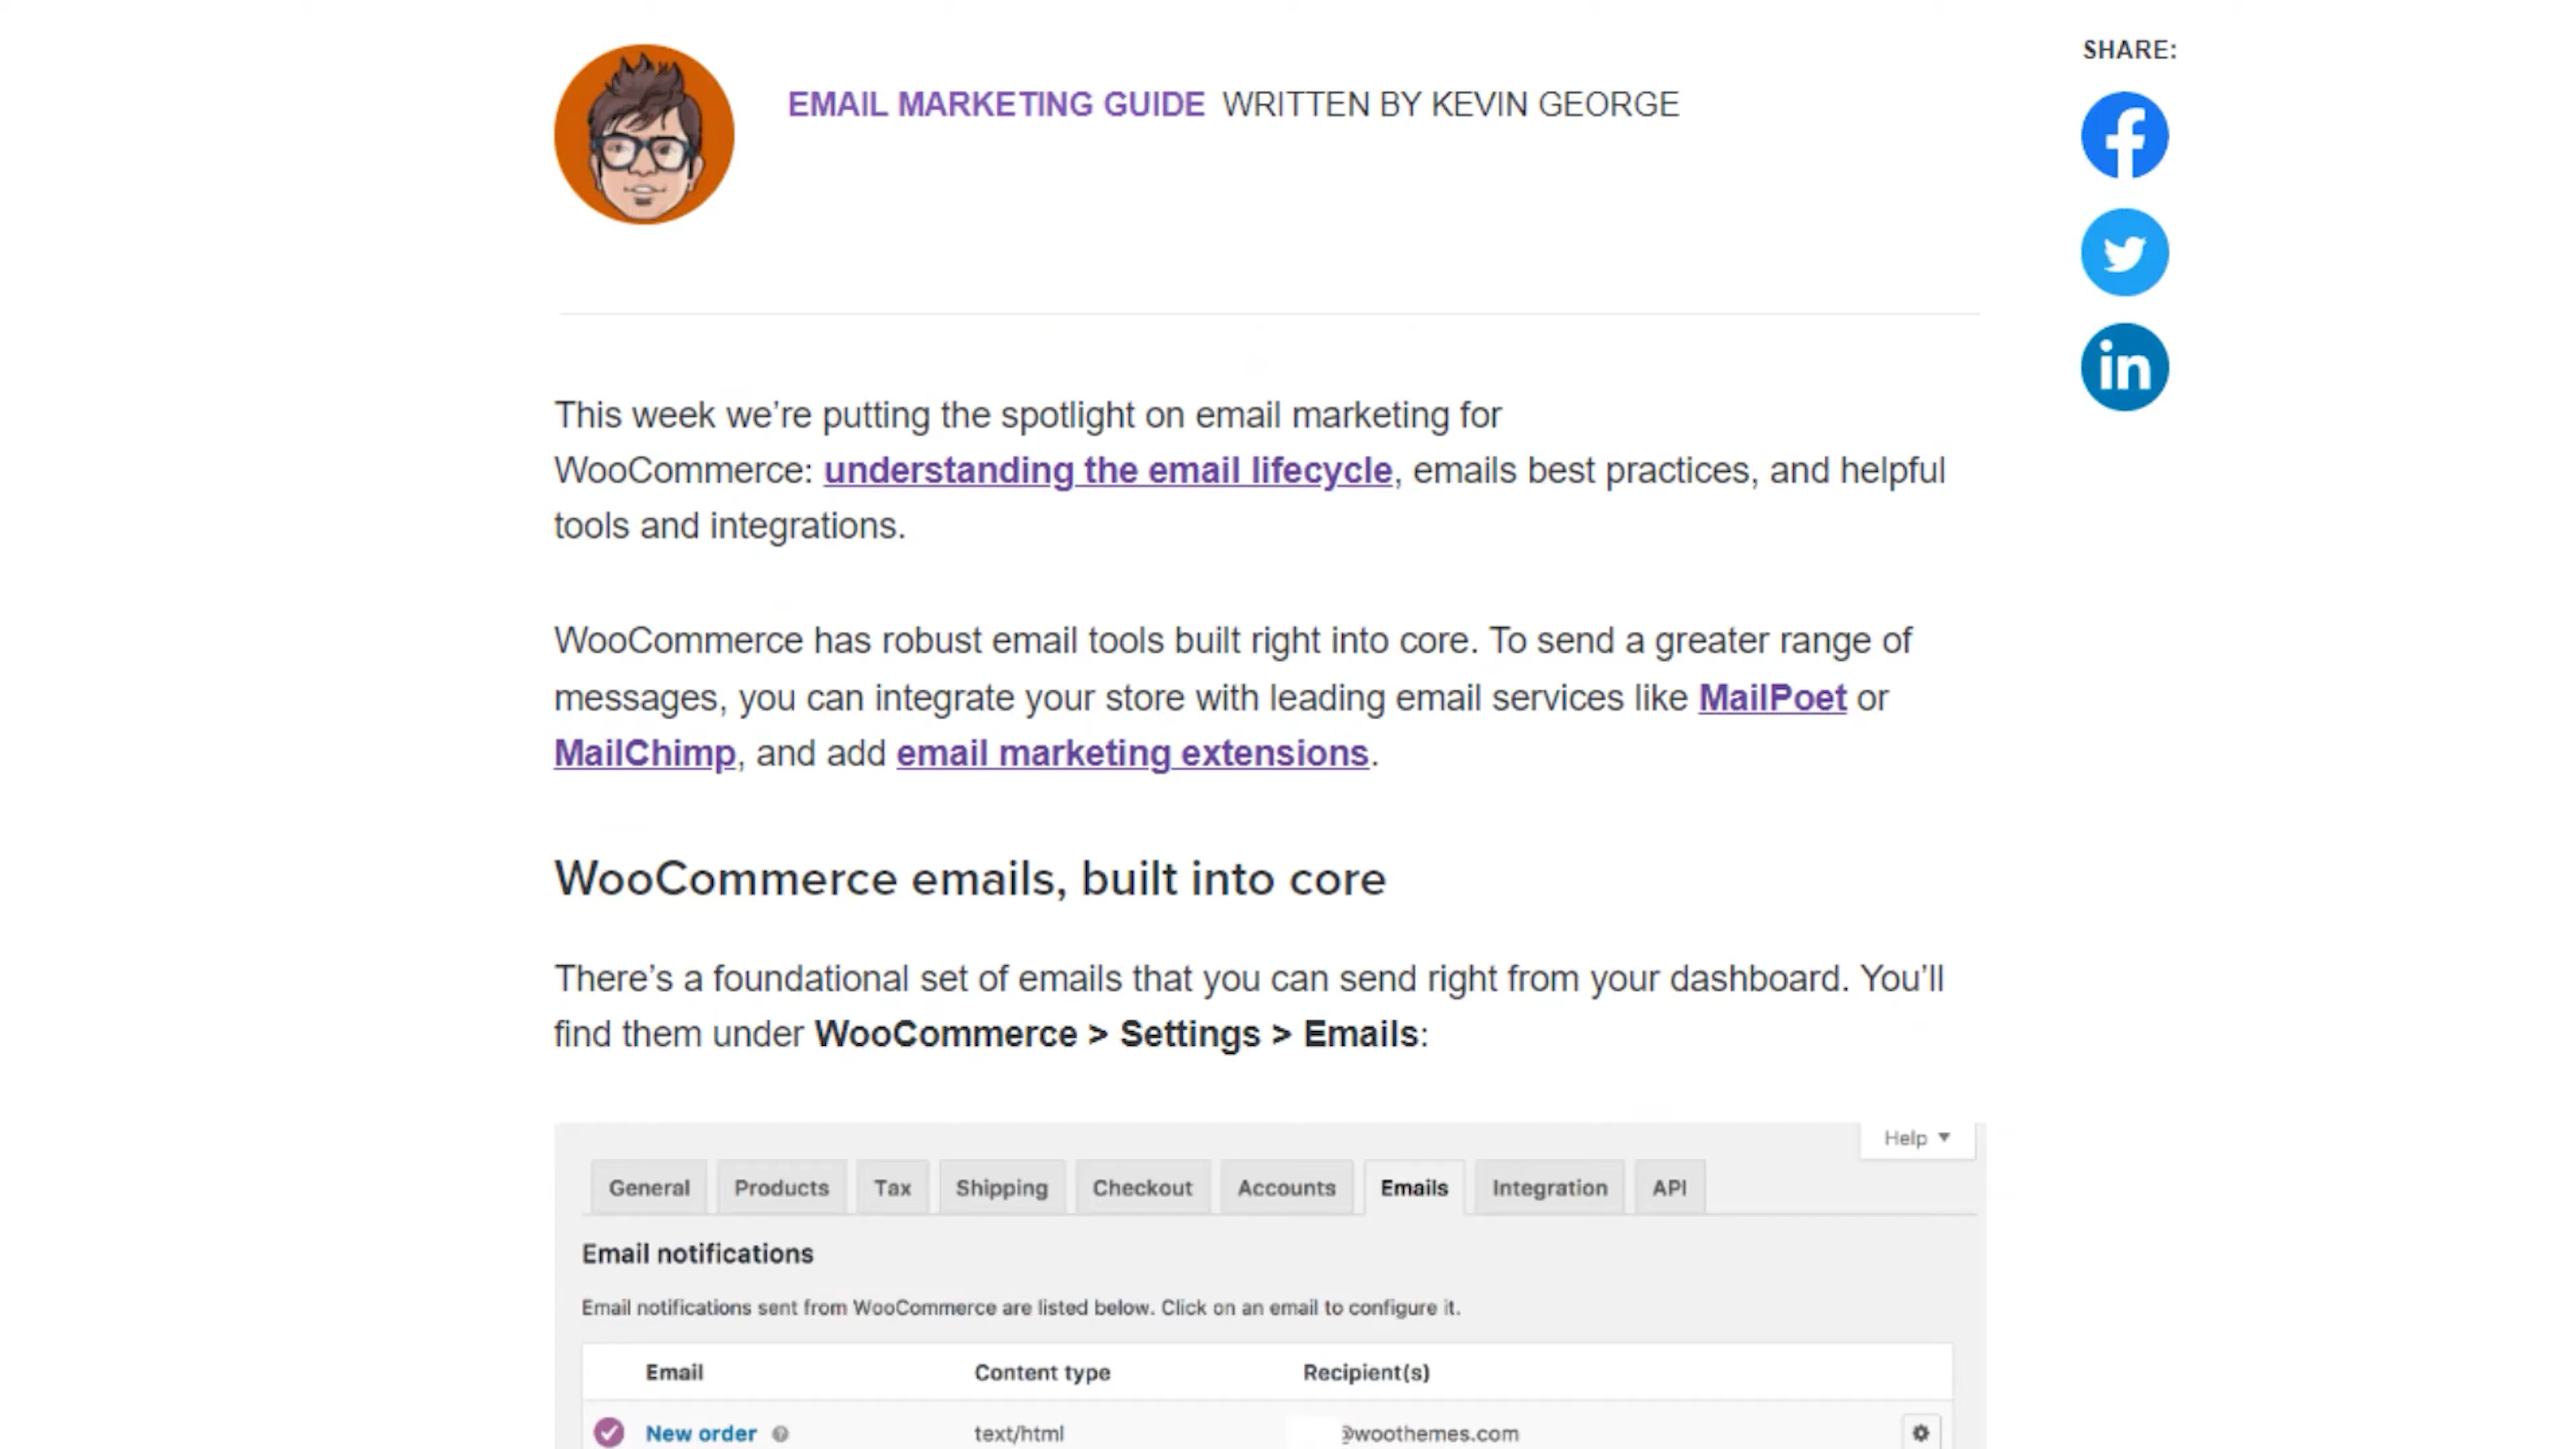 SHARE:
EMAIL MARKETING GUIDE WRITTEN BY KEVIN GEORGE
This week we’re putting the spotlight on email marketing for
WooCommerce: understanding the email lifecycle, emails best practices, and helpful
tools and integrations.
WooCommerce has robust email tools built right into core. To send a greater range of
messages, you can integrate your store with leading email services like MailPoet or
MailChimp, and add email marketing extensions.
WooCommerce emails, built into core
There’s a foundational set of emails that you can send right from your dashboard. You’ll
find them under WooCommerce > Settings > Emails:
Help
General Products Tax Shipping Checkout Accounts Emails Integration API
Email notifications
Email notifications sent from WooCommerce are listed below. Click on an email to configure it.
Email Content type Recipient(s)
New order text/html @woothemes.com